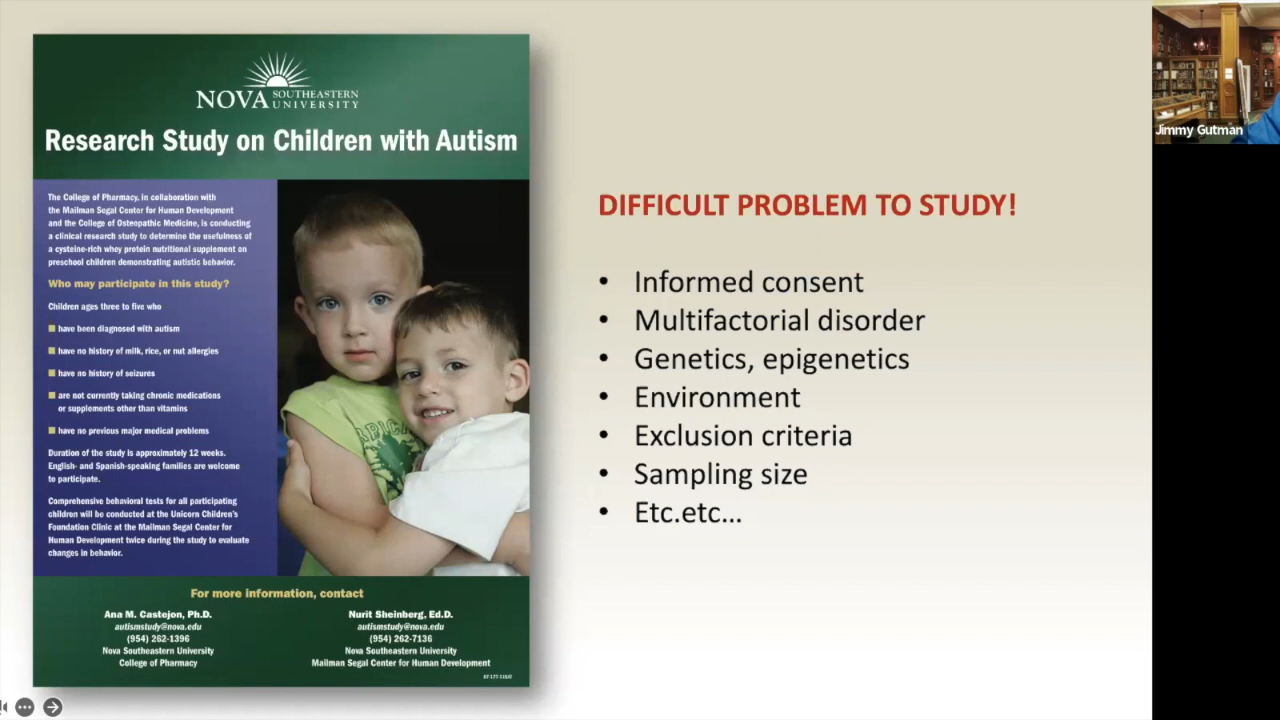 NOVA SOUTHEASTERN
UNIVERSITY
Research Study on Children with Autism
The College of Pharmacy, in collaboration with
the Mailman Segal Center for Human Development
and the College of Osteopathic Medicine, is conducting
a clinical research study to determine the usefulness of
a cysteine-rich whey protein nutritional supplement on
preschool children demonstrating autistic behavior.
Who may participate in this study?
Children ages three to five who
have been diagnosed with autism
have no history of milk, rice, or nut allergies
have no history of seizures
are not currently taking chronic medications
or supplements other than vitamins
have no previous major medical problems
Duration of the study is approximately 12 weeks.
English- and Spanish-speaking families are welcome
to participate.
Comprehensive behavioral tests for all participating
children will be conducted at the Unicorn Children's
Foundation Clinic at the Mailman Segal Center for
Human Development twice during the study to evaluate
changes in behavior.
For more information, contact
Ana M. Castejon, Ph.D.
autismstudy@nova.edu
(954) 262-1396
Nova Southeastern University
College of Pharmacy
Nurit Sheinberg, Ed.D.
autismstudy@nova.edu
(954) 262-7136
Nova Southeastern University
Mailman Segal Center for Human Development
DIFFICULT PROBLEM TO STUDY!
• Informed consent
• Multifactorial disorder
• Genetics, epigenetics
• Environment
• Exclusion criteria
• Sampling size
• Etc.etc...
Jimmy Gutman